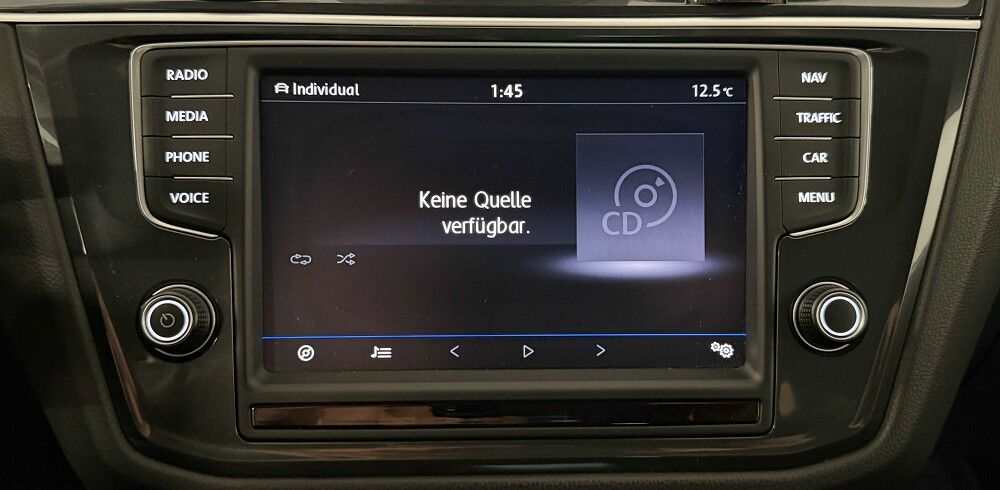 RADIO
MEDIA
PHONE
VOICE
Individual 1:45 12.5°C
Keine Quelle
verfügbar.
CD
NAV
TRAFFIC
CAR
MENU